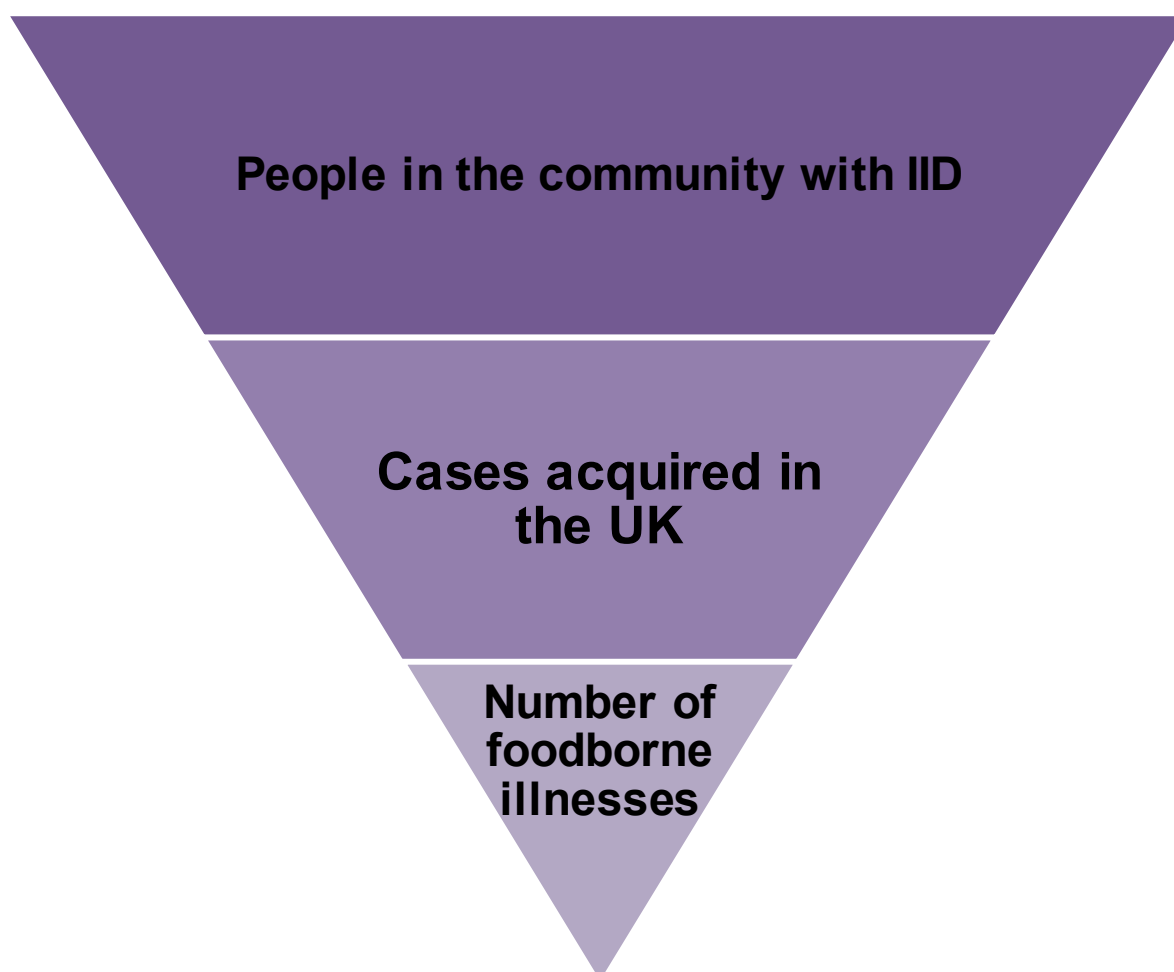 People in the community with IID
Cases acquired in
the UK
Number of
foodborne
illnesses